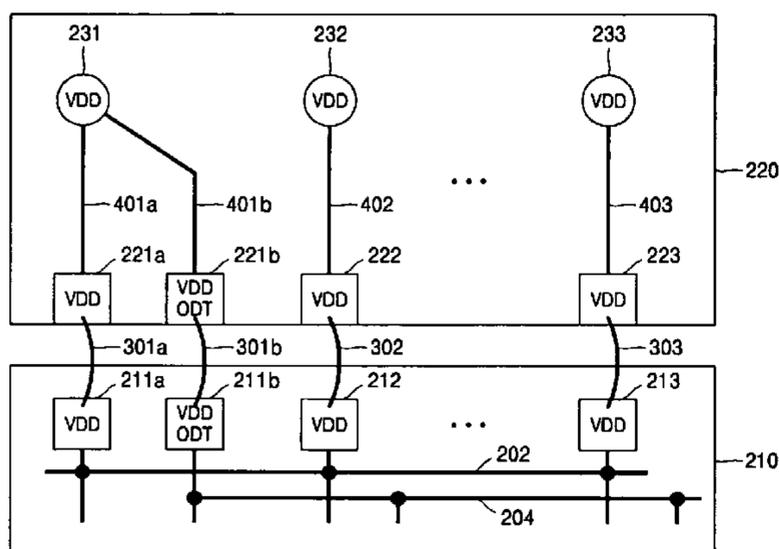 231 232 233
VDD VDD VDD
... 220
401a 401b 402 403
221a 221b 222 223
VDD VDD ODT VDD VDD
301a 301b 302 303
211a 211b 212 213
VDD VDD ODT VDD ... VDD
202 210
204